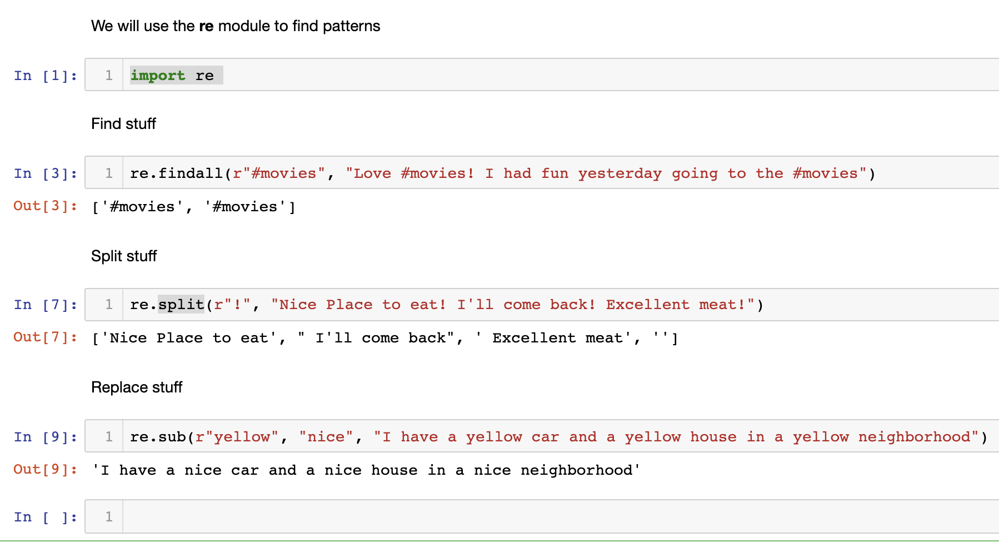 We will use the re module to find patterns
In [1]: 1 import re
Find stuff
In [3]: 1 re.findall(r"#movies", "Love #movies! I had fun yesterday going to the #movies")
Out[3]: ['#movies', '#movies']
Split stuff
In [7]: 1 re.split(r"!", "Nice Place to eat! I'll come back! Excellent meat!")
Out[7]: ['Nice Place to eat', " I'll come back", ' Excellent meat', '']
Replace stuff
In [9]: 1 re.sub(r"yellow", "nice", "I have a yellow car and a yellow house in a yellow neighborhood")
Out[9]: 'I have a nice car and a nice house in a nice neighborhood'
In [ ]: 1